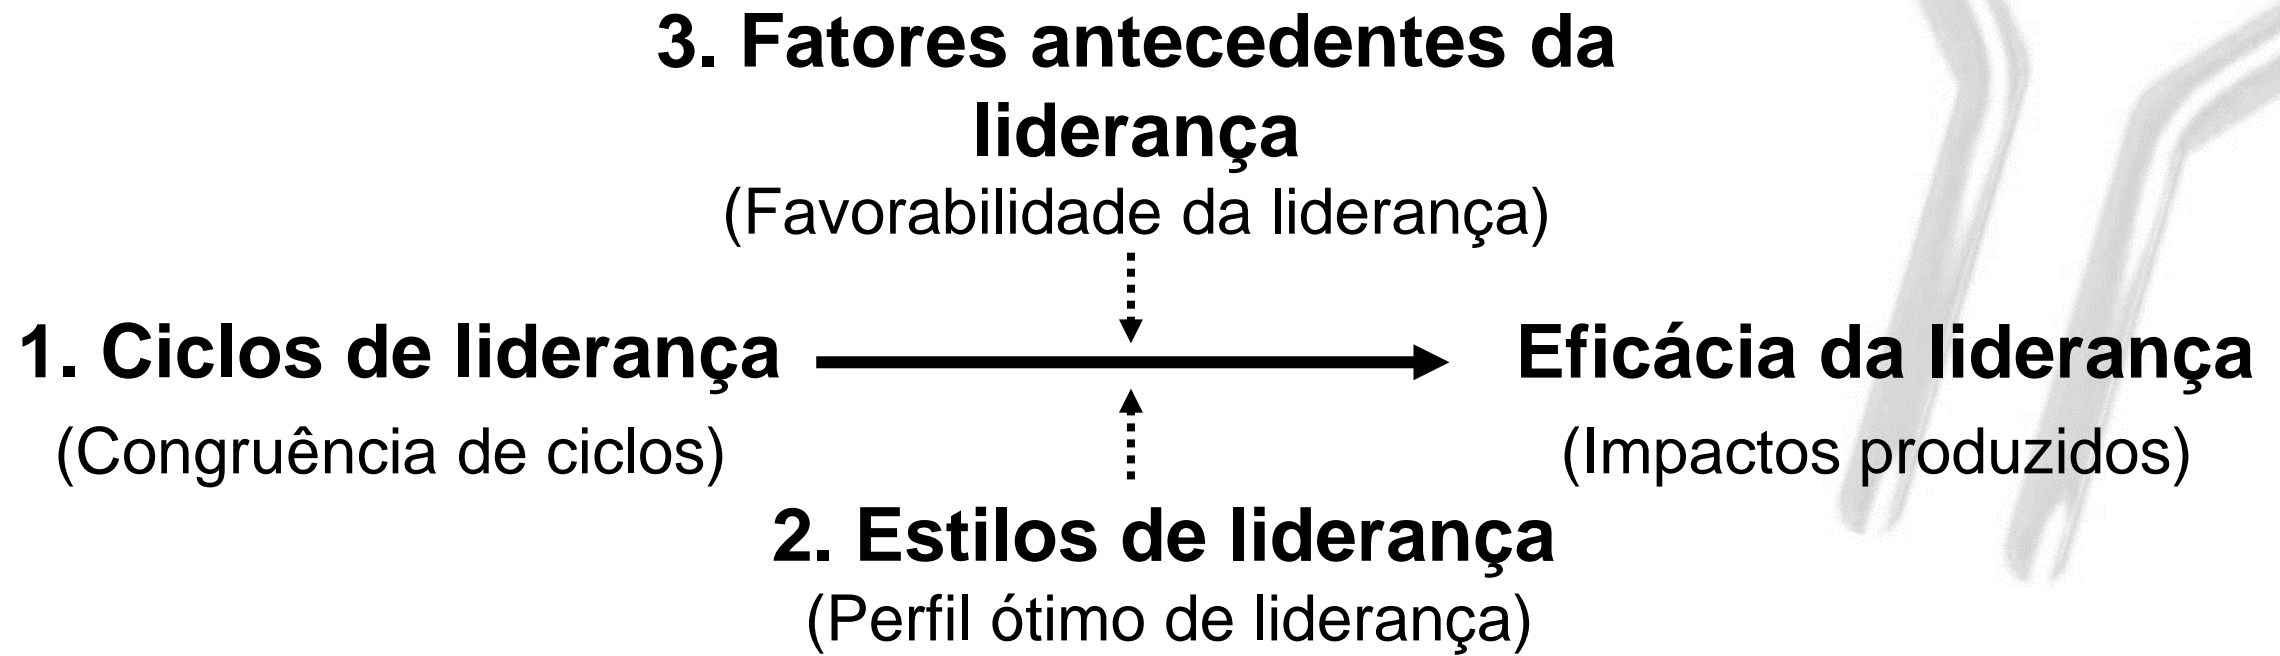 3. Fatores antecedentes da
liderança
(Favorabilidade da liderança)
1. Ciclos de liderança
Eficácia da liderança
(Congruência de ciclos)
(Impactos produzidos)
2. Estilos de liderança
(Perfil ótimo de liderança)